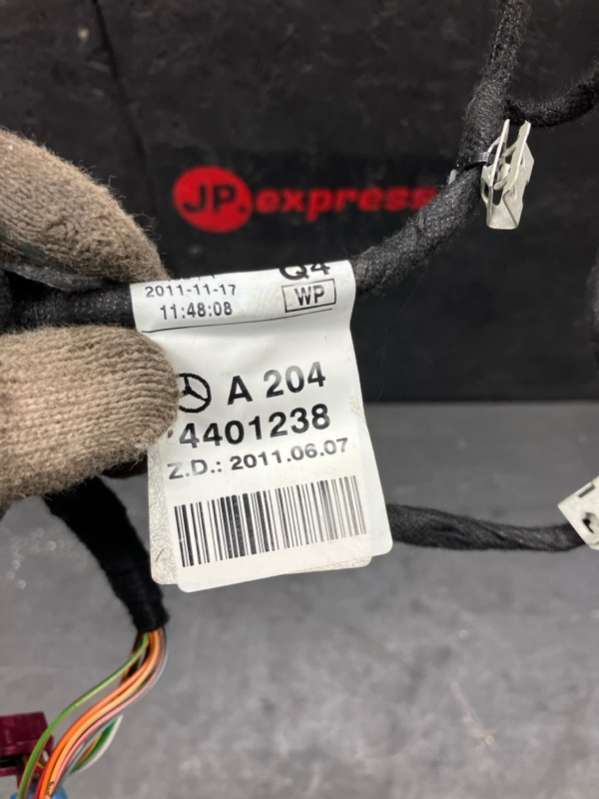 JP.express
Q4
2011-11-17
WP
11:48:08
A 204
4401238
Z.D.: 2011.06.07